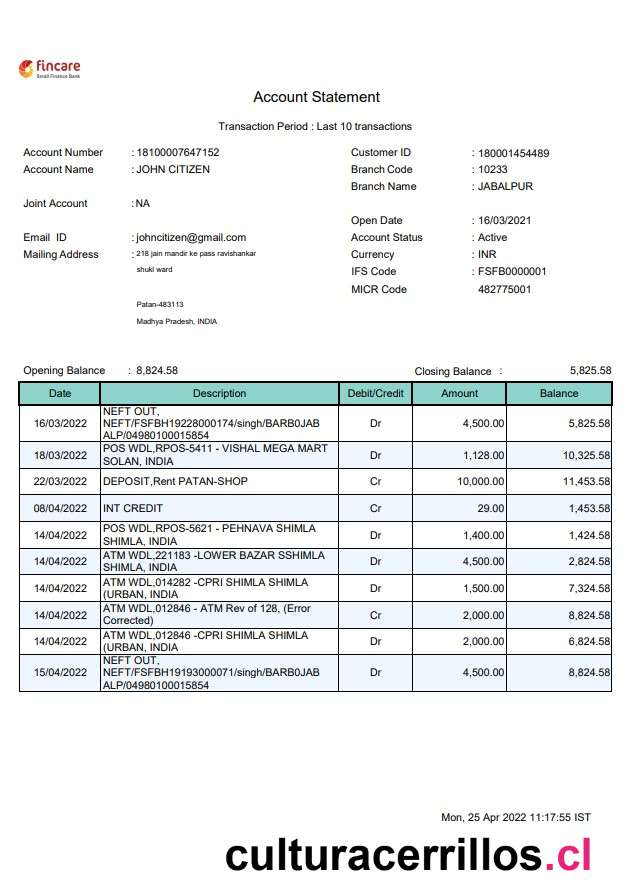 fincare
Small Finance Bank
Account Statement
Transaction Period : Last 10 transactions
Account Number : 18100007647152 Customer ID : 180001454489
Account Name : JOHN CITIZEN Branch Code : 10233
Branch Name : JABALPUR
Joint Account : NA
Open Date : 16/03/2021
Email ID : johncitizen@gmail.com Account Status : Active
Mailing Address : 218 jain mandir ke pass ravishankar Currency : INR
shukl ward IFS Code : FSFB0000001
MICR Code 482775001
Patan-483113
Madhya Pradesh, INDIA
Opening Balance : 8,824.58 Closing Balance : 5,825.58
Date Description Debit/Credit Amount Balance
NEFT OUT,
16/03/2022 NEFT/FSFBH19228000174/singh/BARB0JAB Dr 4,500.00 5,825.58
ALP/04980100015854
POS WDL,RPOS-5411 - VISHAL MEGA MART
18/03/2022 Dr 1,128.00 10,325.58
SOLAN, INDIA
22/03/2022 DEPOSIT,Rent PATAN-SHOP Cr 10,000.00 11,453.58
08/04/2022 INT CREDIT Cr 29.00 1,453.58
POS WDL,RPOS-5621 - PEHNAVA SHIMLA
14/04/2022 Dr 1,400.00 1,424.58
SHIMLA, INDIA
ATM WDL,221183 -LOWER BAZAR SSHIMLA
14/04/2022 Dr 4,500.00 2,824.58
SHIMLA, INDIA
ATM WDL,014282 -CPRI SHIMLA SHIMLA
14/04/2022 Dr 1,500.00 7,324.58
(URBAN, INDIA
ATM WDL,012846 - ATM Rev of 128, (Error
14/04/2022 Cr 2,000.00 8,824.58
Corrected)
ATM WDL,012846 -CPRI SHIMLA SHIMLA
14/04/2022 Dr 2,000.00 6,824.58
(URBAN, INDIA
NEFT OUT,
15/04/2022 NEFT/FSFBH19193000071/singh/BARB0JAB Dr 4,500.00 8,824.58
ALP/04980100015854
Mon, 25 Apr 2022 11:17:55 IST
culturacerrillos.cl